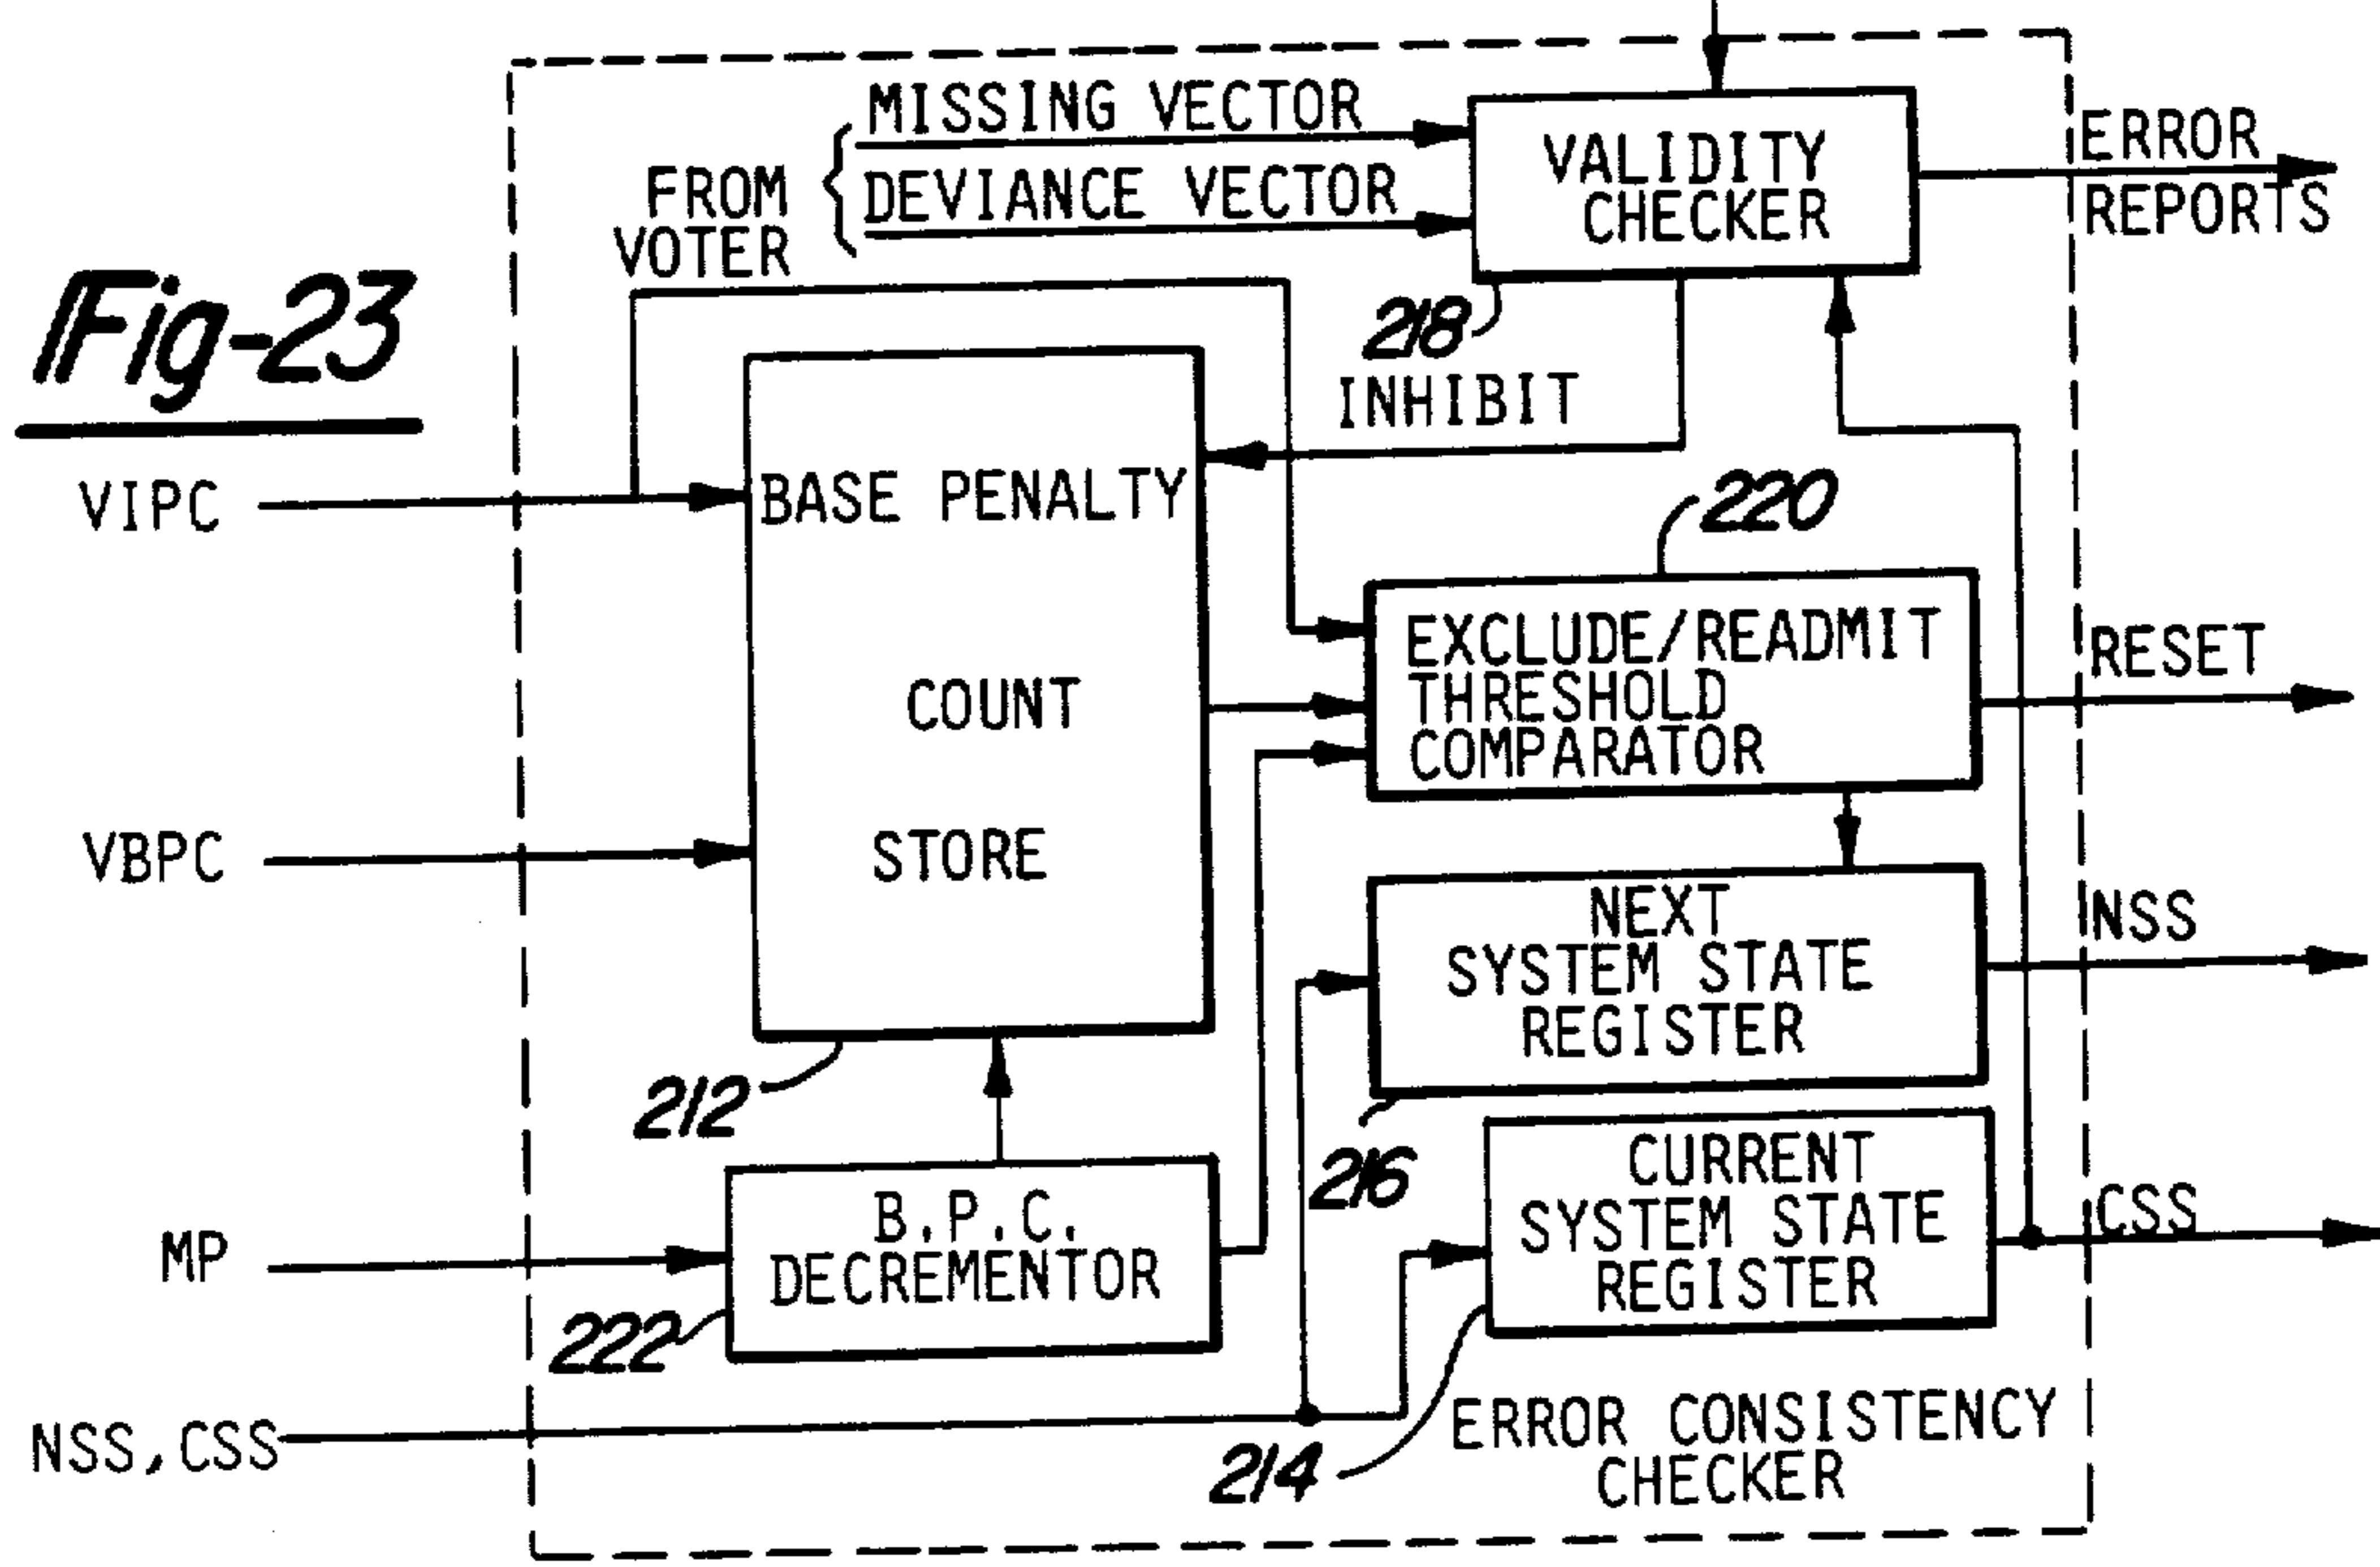 Fig-23
MISSING VECTOR
DEVIANCE VECTOR
FROM
VOTER
VALIDITY
CHECKER
ERROR
REPORTS
218
INHIBIT
VIPC
BASE PENALTY
COUNT
STORE
220
EXCLUDE/READMIT
THRESHOLD
COMPARATOR
RESET
VBPC
NEXT
SYSTEM STATE
REGISTER
NSS
212
216
CURRENT
SYSTEM STATE
REGISTER
CSS
MP
B.P.C.
DECREMENTOR
222
NSS,CSS
214
ERROR CONSISTENCY
CHECKER